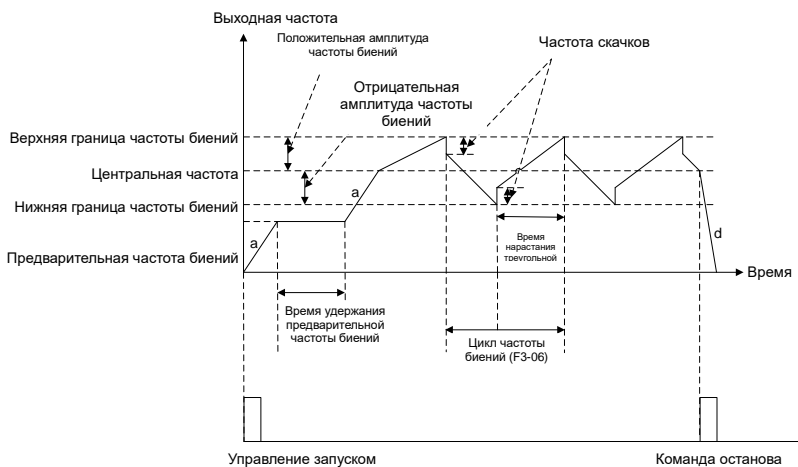 Выходная частота
Положительная амплитуда
частоты биений
Частота скачков
Отрицательная
амплитуда частоты
биений
Верхняя граница частоты биений
Центральная частота
Нижняя граница частоты биений
Предварительная частота биений
a
a
d
Время
нарастания
треугольной
Время
Время удержания
предварительной
частоты биений
Цикл частоты
биений (F3-06)
Управление запуском
Команда останова